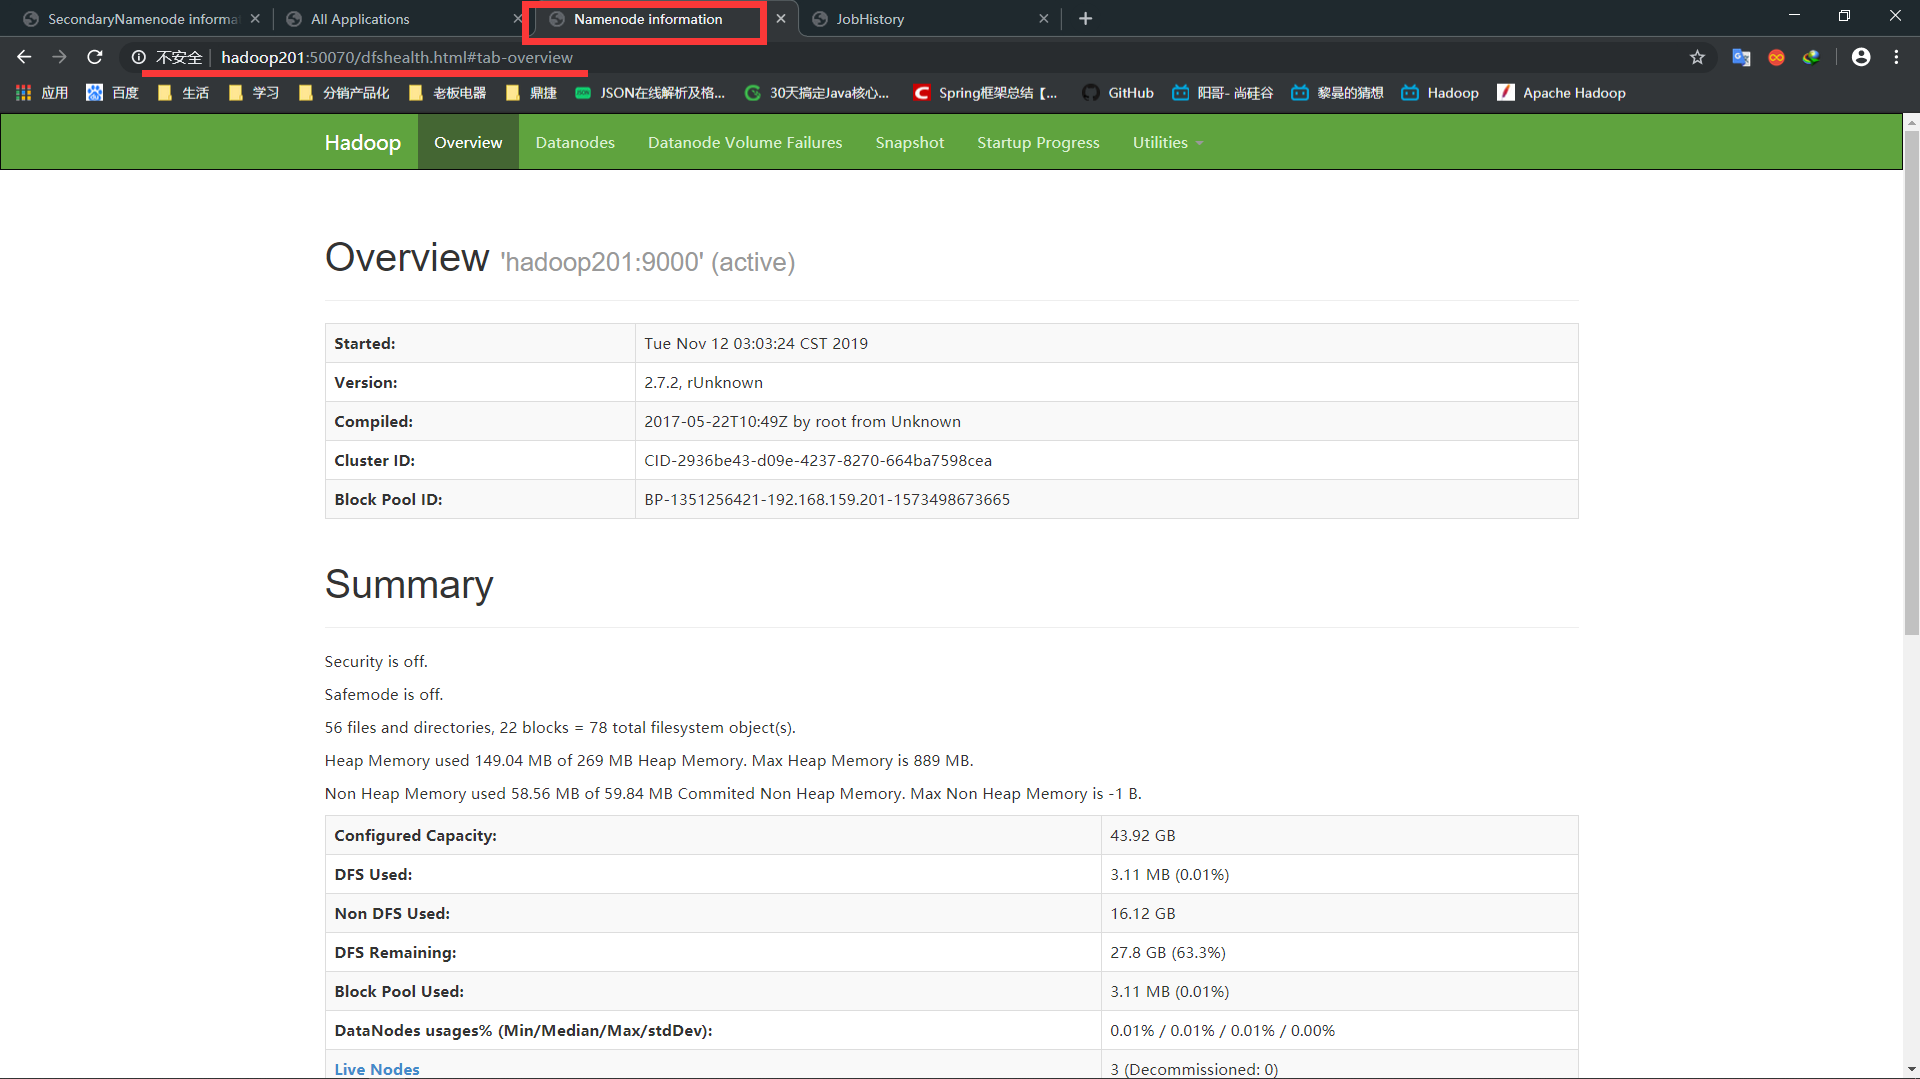 SecondaryNamenode informa
All Applications
Namenode information
JobHistory
不安全 | hadoop201:50070/dfshealth.html#tab-overview
应用 百度 生活 学习 分销产品化 老板电器 鼎捷 JSON在线解析及格... 30天搞定Java核心... Spring框架总结【... GitHub 阳哥- 尚硅谷 黎曼的猜想 Hadoop Apache Hadoop
Hadoop Overview Datanodes Datanode Volume Failures Snapshot Startup Progress Utilities
Overview 'hadoop201:9000' (active)
Started: Tue Nov 12 03:03:24 CST 2019
Version: 2.7.2, rUnknown
Compiled: 2017-05-22T10:49Z by root from Unknown
Cluster ID: CID-2936be43-d09e-4237-8270-664ba7598cea
Block Pool ID: BP-1351256421-192.168.159.201-1573498673665
Summary
Security is off.
Safemode is off.
56 files and directories, 22 blocks = 78 total filesystem object(s).
Heap Memory used 149.04 MB of 269 MB Heap Memory. Max Heap Memory is 889 MB.
Non Heap Memory used 58.56 MB of 59.84 MB Commited Non Heap Memory. Max Non Heap Memory is -1 B.
Configured Capacity: 43.92 GB
DFS Used: 3.11 MB (0.01%)
Non DFS Used: 16.12 GB
DFS Remaining: 27.8 GB (63.3%)
Block Pool Used: 3.11 MB (0.01%)
DataNodes usages% (Min/Median/Max/stdDev): 0.01% / 0.01% / 0.01% / 0.00%
Live Nodes 3 (Decommissioned: 0)